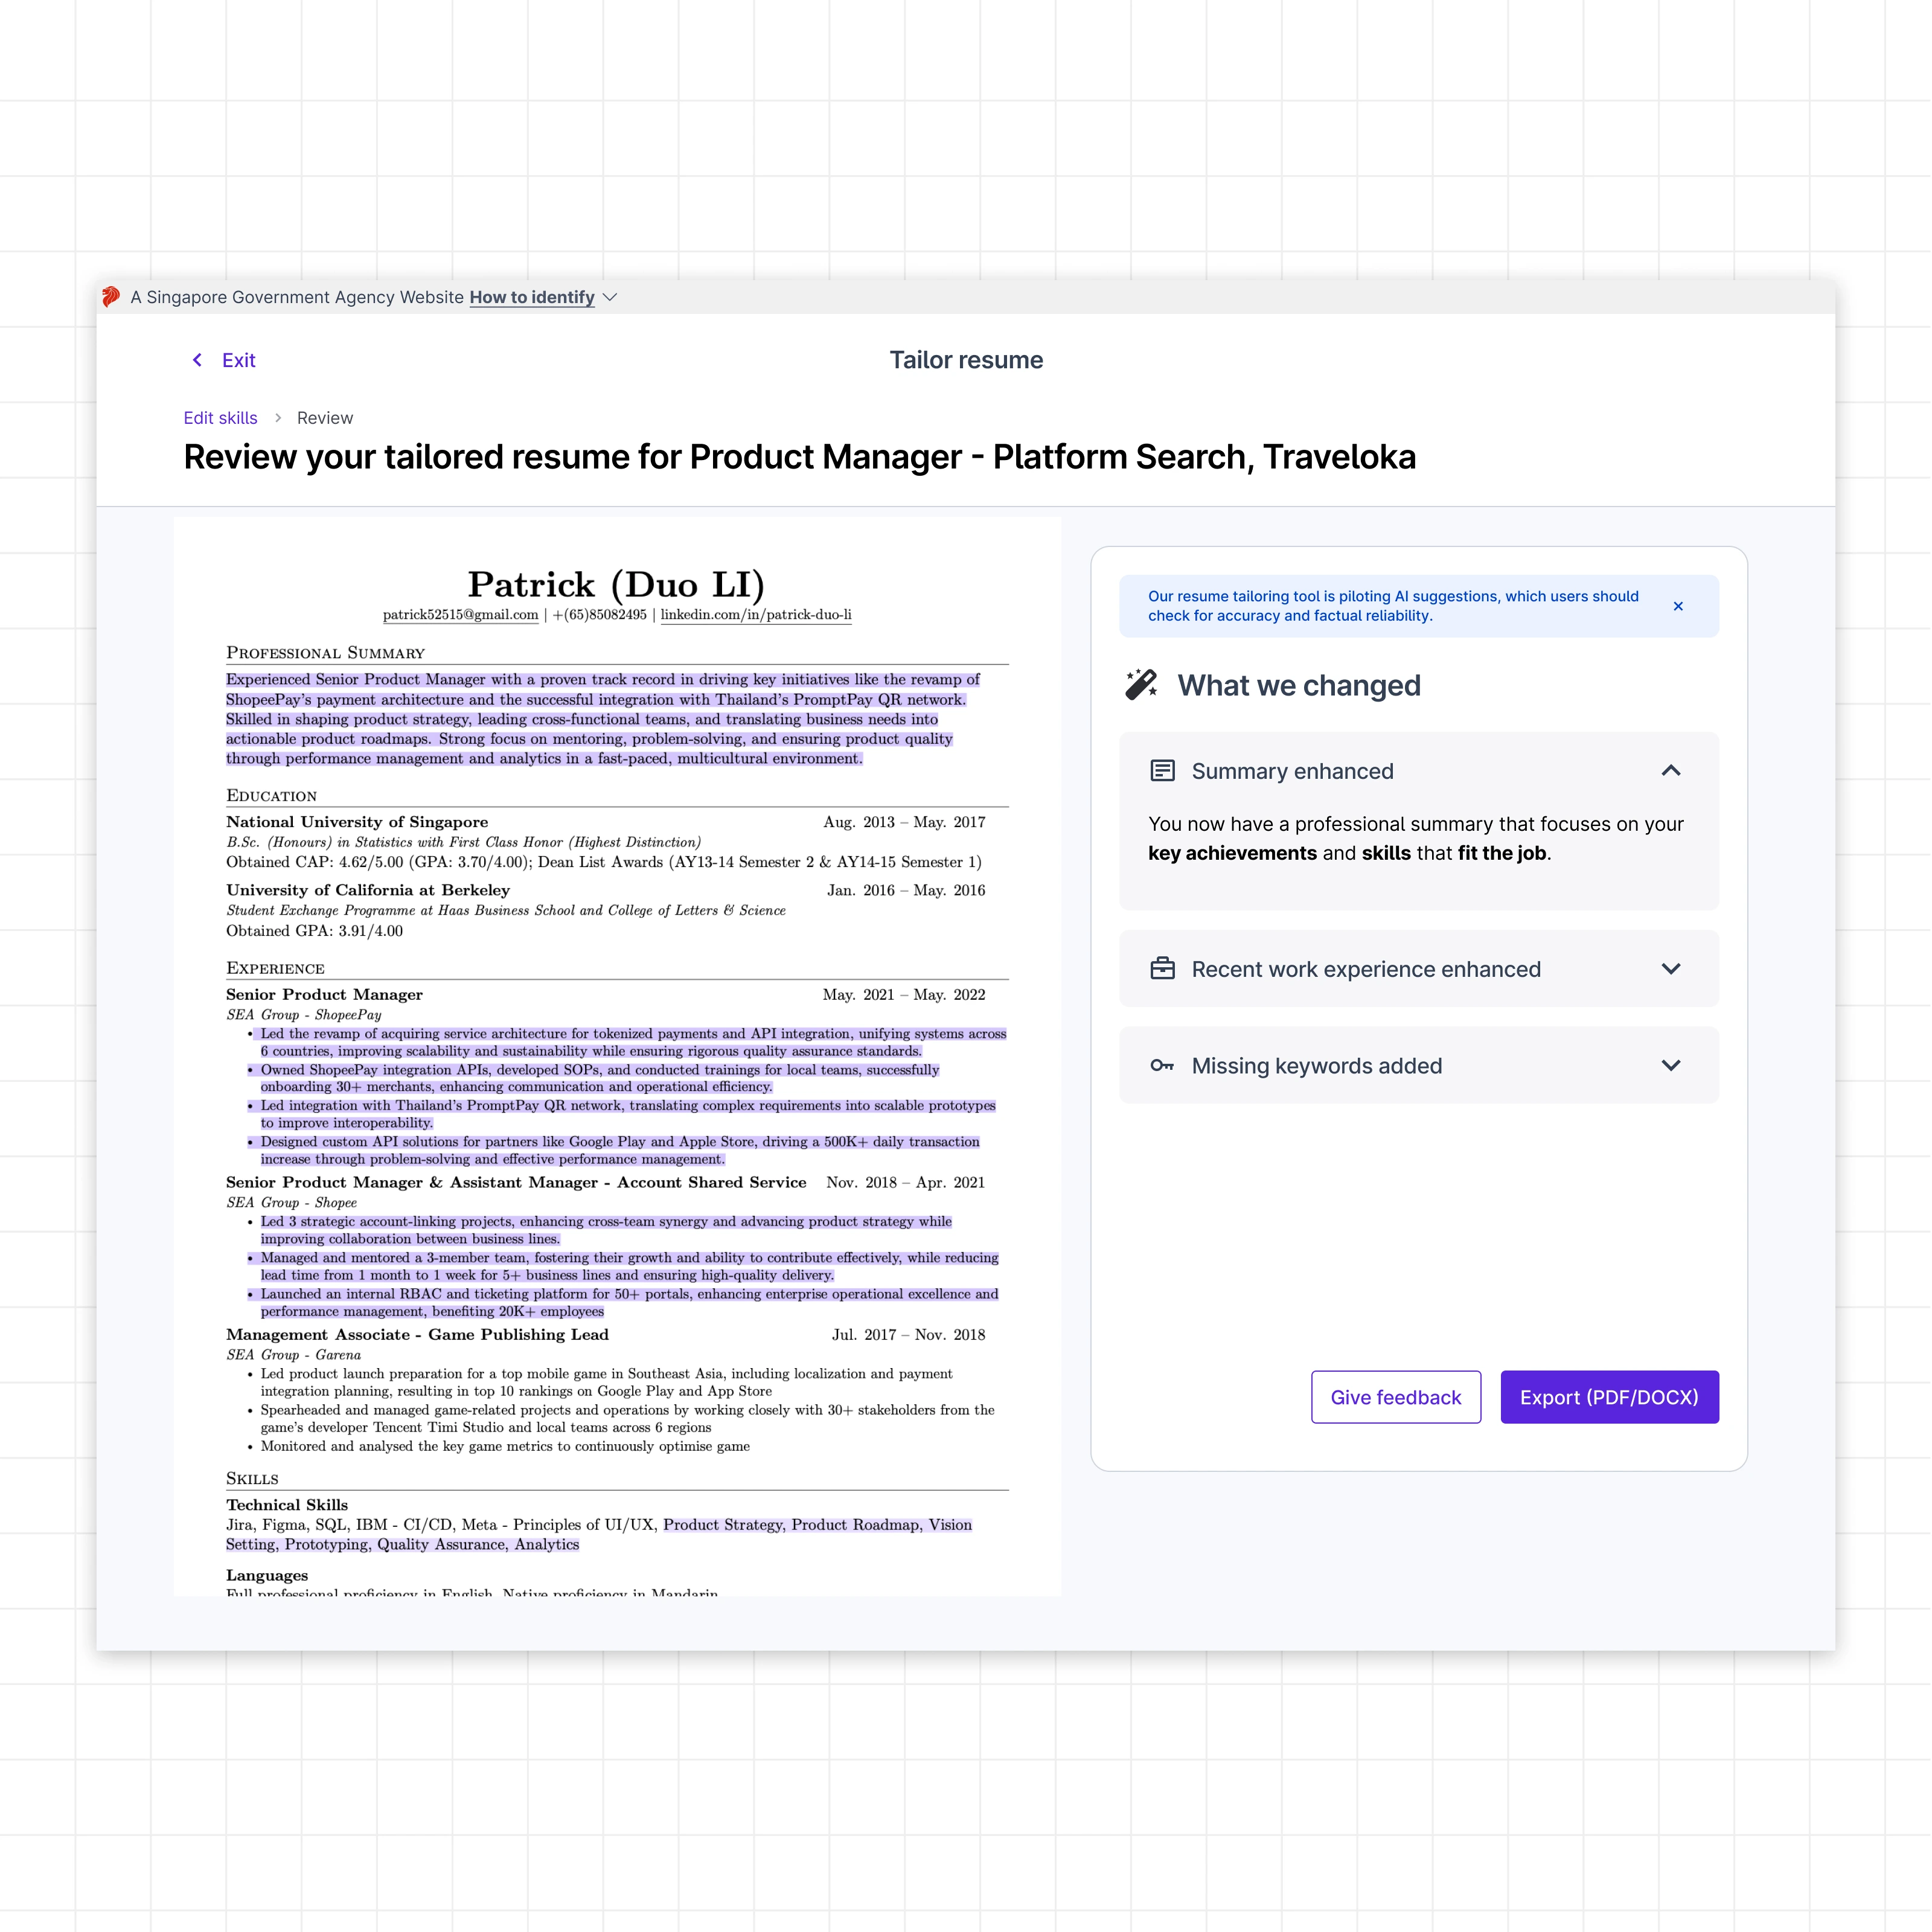 A Singapore Government Agency Website How to identify
Exit
Tailor resume
Edit skills > Review
Review your tailored resume for Product Manager - Platform Search, Traveloka
Patrick (Duo LI)
patrick52515@gmail.com | +(65)85082495 | linkedin.com/in/patrick-duo-li
Professional Summary
Experienced Senior Product Manager with a proven track record in driving key initiatives like the revamp of
ShopeePay's payment architecture and the successful integration with Thailand's PromptPay QR network.
Skilled in shaping product strategy, leading cross-functional teams, and translating business needs into
actionable product roadmaps. Strong focus on mentoring, problem-solving, and ensuring product quality
through performance management and analytics in a fast-paced, multicultural environment.
Education
National University of Singapore Aug. 2013 – May. 2017
B.Sc. (Honours) in Statistics with First Class Honor (Highest Distinction)
Obtained CAP: 4.62/5.00 (GPA: 3.70/4.00); Dean List Awards (AY13-14 Semester 2 & AY14-15 Semester 1)
University of California at Berkeley Jan. 2016 – May. 2016
Student Exchange Programme at Haas Business School and College of Letters & Science
Obtained GPA: 3.91/4.00
Experience
Senior Product Manager May. 2021 – May. 2022
SEA Group - ShopeePay
• Led the revamp of acquiring service architecture for tokenized payments and API integration, unifying systems across
6 countries, improving scalability and sustainability while ensuring rigorous quality assurance standards.
• Owned ShopeePay integration APIs, developed SOPs, and conducted trainings for local teams, successfully
onboarding 30+ merchants, enhancing communication and operational efficiency.
• Led integration with Thailand's PromptPay QR network, translating complex requirements into scalable prototypes
to improve interoperability.
• Designed custom API solutions for partners like Google Play and Apple Store, driving a 500K+ daily transaction
increase through problem-solving and effective performance management.
Senior Product Manager & Assistant Manager - Account Shared Service Nov. 2018 – Apr. 2021
SEA Group - Shopee
• Led 3 strategic account-linking projects, enhancing cross-team synergy and advancing product strategy while
improving collaboration between business lines.
• Managed and mentored a 3-member team, fostering their growth and ability to contribute effectively, while reducing
lead time from 1 month to 1 week for 5+ business lines and ensuring high-quality delivery.
• Launched an internal RBAC and ticketing platform for 50+ portals, enhancing enterprise operational excellence and
performance management, benefiting 20K+ employees
Management Associate - Game Publishing Lead Jul. 2017 – Nov. 2018
SEA Group - Garena
• Led product launch preparation for a top mobile game in Southeast Asia, including localization and payment
integration planning, resulting in top 10 rankings on Google Play and App Store
• Spearheaded and managed game-related projects and operations by working closely with 30+ stakeholders from the
game's developer Tencent Timi Studio and local teams across 6 regions
• Monitored and analysed the key game metrics to continuously optimise game
Skills
Technical Skills
Jira, Figma, SQL, IBM - CI/CD, Meta - Principles of UI/UX, Product Strategy, Product Roadmap, Vision
Setting, Prototyping, Quality Assurance, Analytics
Languages
Full professional proficiency in English, Native proficiency in Mandarin
Our resume tailoring tool is piloting AI suggestions, which users should
check for accuracy and factual reliability.
What we changed
Summary enhanced
You now have a professional summary that focuses on your
key achievements and skills that fit the job.
Recent work experience enhanced
Missing keywords added
Give feedback
Export (PDF/DOCX)